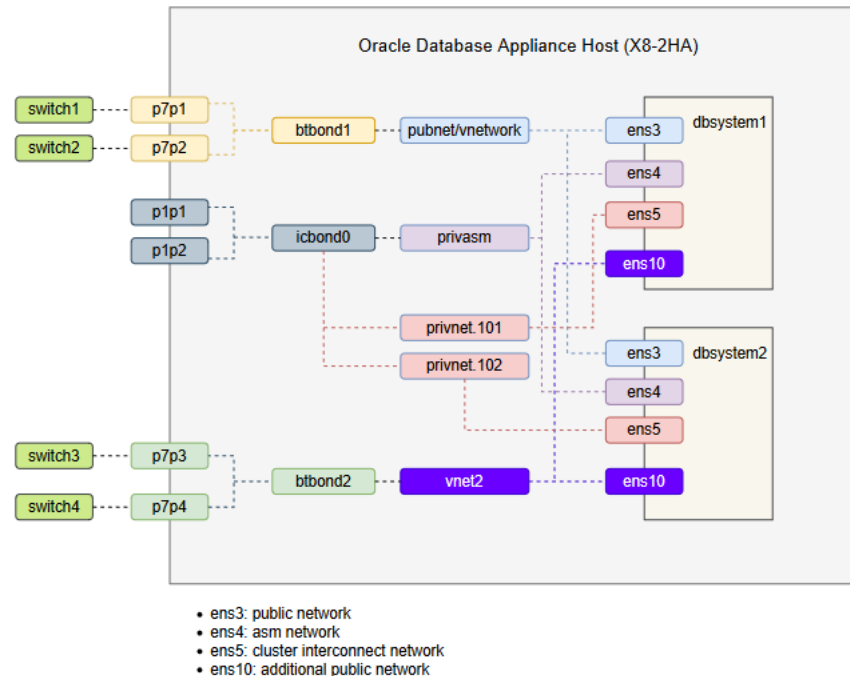 Oracle Database Appliance Host (X8-2HA)
switch1
p7p1
switch2
p7p2
btbond1
pubnet/vnetwork
p1p1
p1p2
icbond0
privasm
privnet.101
privnet.102
switch3
p7p3
switch4
p7p4
btbond2
vnet2
dbsystem1
ens3
ens4
ens5
ens10
dbsystem2
ens3
ens4
ens5
ens10
• ens3: public network
• ens4: asm network
• ens5: cluster interconnect network
• ens10: additional public network